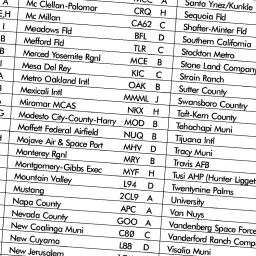 A Mc Clellan-Palomar CRQ H Santa Ynez/Kunkle
E,H Mc Millan CA62 C Sequoia Fld
I Meadows Fld BFL D Shafter-Minter Fld
B Mefford Fld TLR C Southern California
Merced Yosemite Rgnl MCE B Stockton Metro
B Mesa Del Rey KIC C Stone Land Company
A Metro Oakland Intl OAK B Strain Ranch
A Mexicali Intl MMML J Sutter County
A Miramar MCAS NKX H Swansboro Country
G Modesto City-County-Harry MOD B Taft-Kern County
Moffett Federal Airfield NUQ B Tehachapi Muni
H Mojave Air & Space Port MHV D Tijuana Intl
B Monterey Rgnl MRY B Tracy Muni
Montgomery-Gibbs Exec MYF H Travis AFB
Mountain Valley L94 D Tusi AHP (Hunter Ligget
Mustang 2CL9 A Twentynine Palms
Napa County APC A University
Nevada County GOO A Van Nuys
New Coalinga Muni C80 C Vandenberg Space Force
New Cuyama L88 D Vanderford Ranch Comp
New Jerusalem Visalia Muni